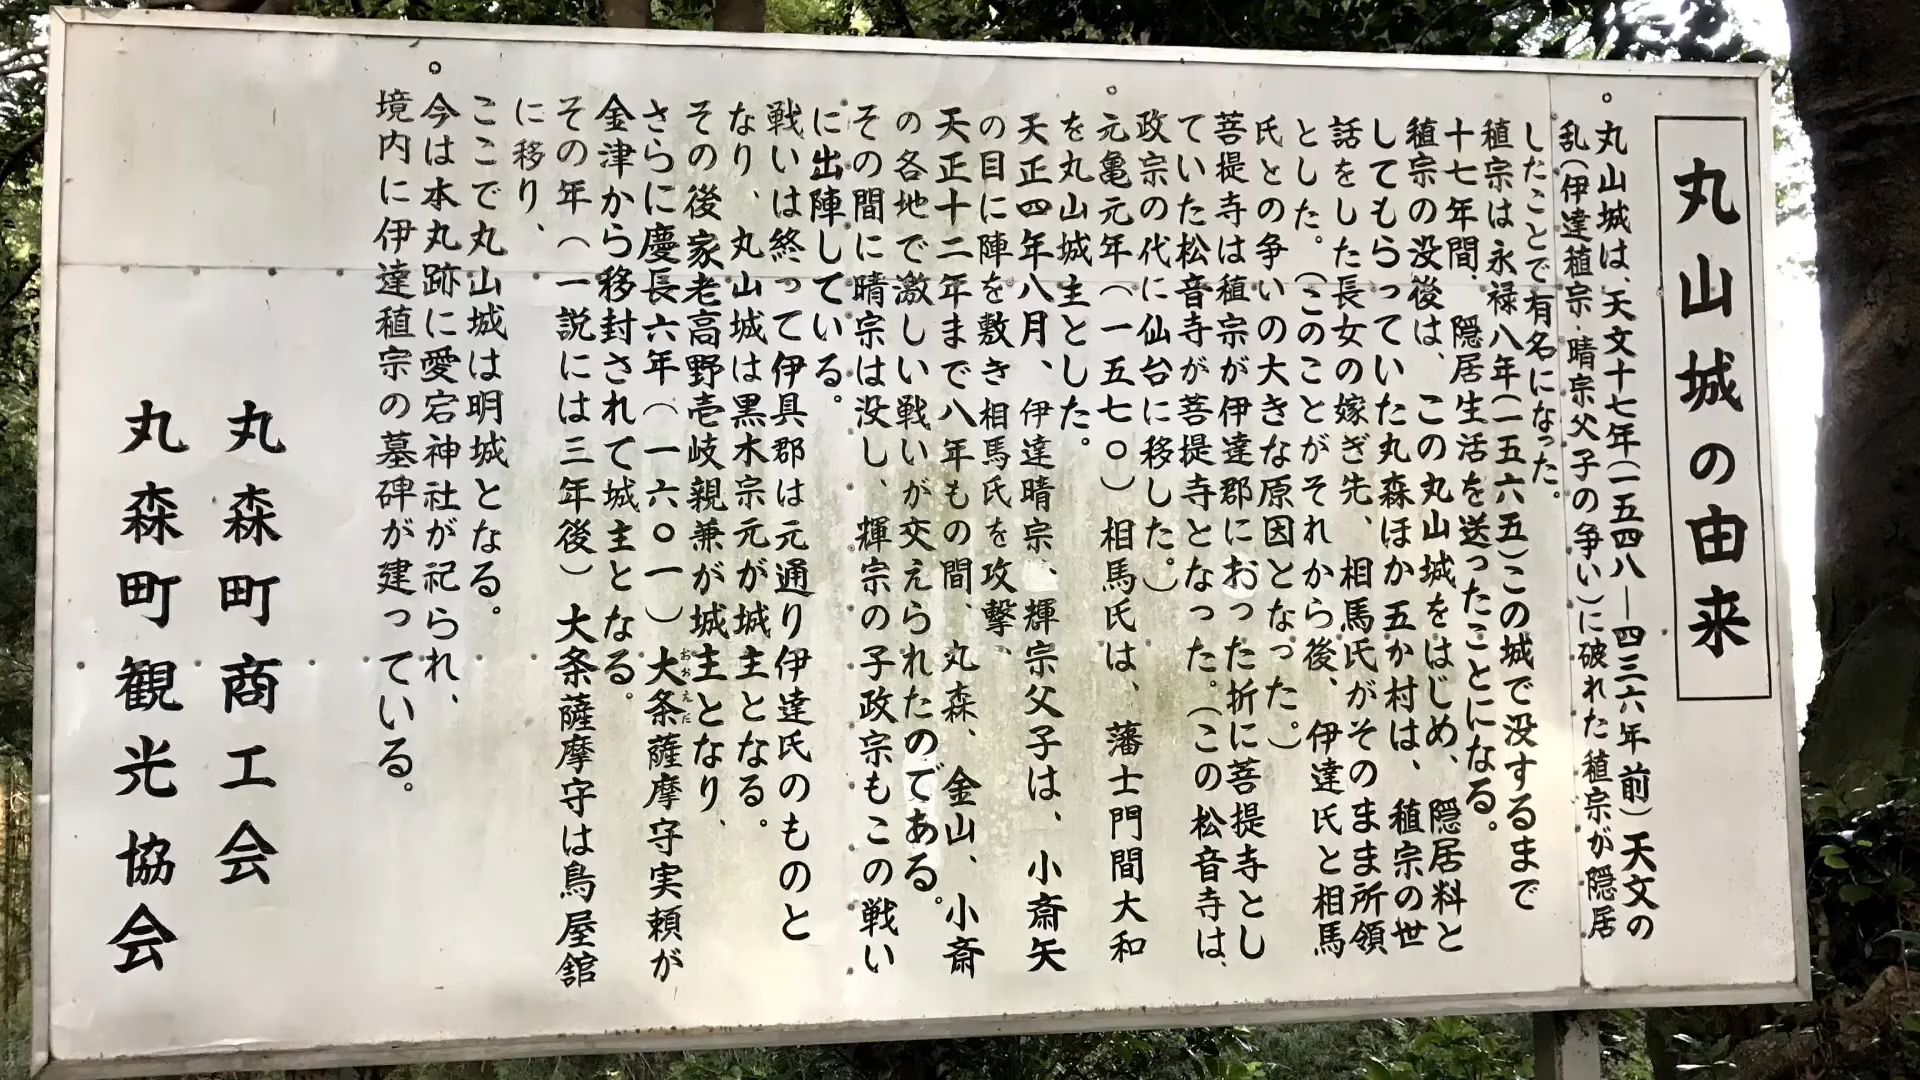 丸山城の由来
丸山城は、天文十七年(一五四八ー四三六年前)天文の
乱(伊達稙宗・晴宗父子の争い)に破れた稙宗が隠居
したことで有名になった。
稙宗は永禄八年(一五六五)この城で没するまで
十七年間、隠居生活を送ったことになる。
稙宗の没後は、この丸山城をはじめ、隠居料と
してもらっていた丸森ほか五か村は、稙宗の世
話をした長女の嫁ぎ先、相馬氏がそのまま所領
とした。(このことがそれから後、伊達氏と相馬
氏との争いの大きな原因となった。)
菩提寺は稙宗が伊達郡におった折に菩提寺とし
ていた松音寺が菩提寺となった。(この松音寺は、
政宗の代に仙台に移した。)
元亀元年(一五七〇)相馬氏は、藩士門間大和
を丸山城主とした。
天正四年八月、伊達晴宗、輝宗父子は、小斎矢
の目に陣を敷き相馬氏を攻撃、
天正十二年まで八年もの間、丸森、金山、小斎
の各地で激しい戦いが交えられたのである。
その間に晴宗は没し、輝宗の子政宗もこの戦い
に出陣している。
戦いは終って伊具郡は元通り伊達氏のものと
なり、丸山城は黒木宗元が城主となる。
その後家老高野壱岐親兼が城主となり、
さらに慶長六年(一六〇一)大条薩摩守実頼が
おおえだ
金津から移封されて城主となる。
その年(一説には三年後)大条薩摩守は鳥屋舘
に移り、
ここで丸山城は明城となる。
今は本丸跡に愛宕神社が祀られ、
境内に伊達稙宗の墓碑が建っている。
丸森町商工会
丸森町観光協会